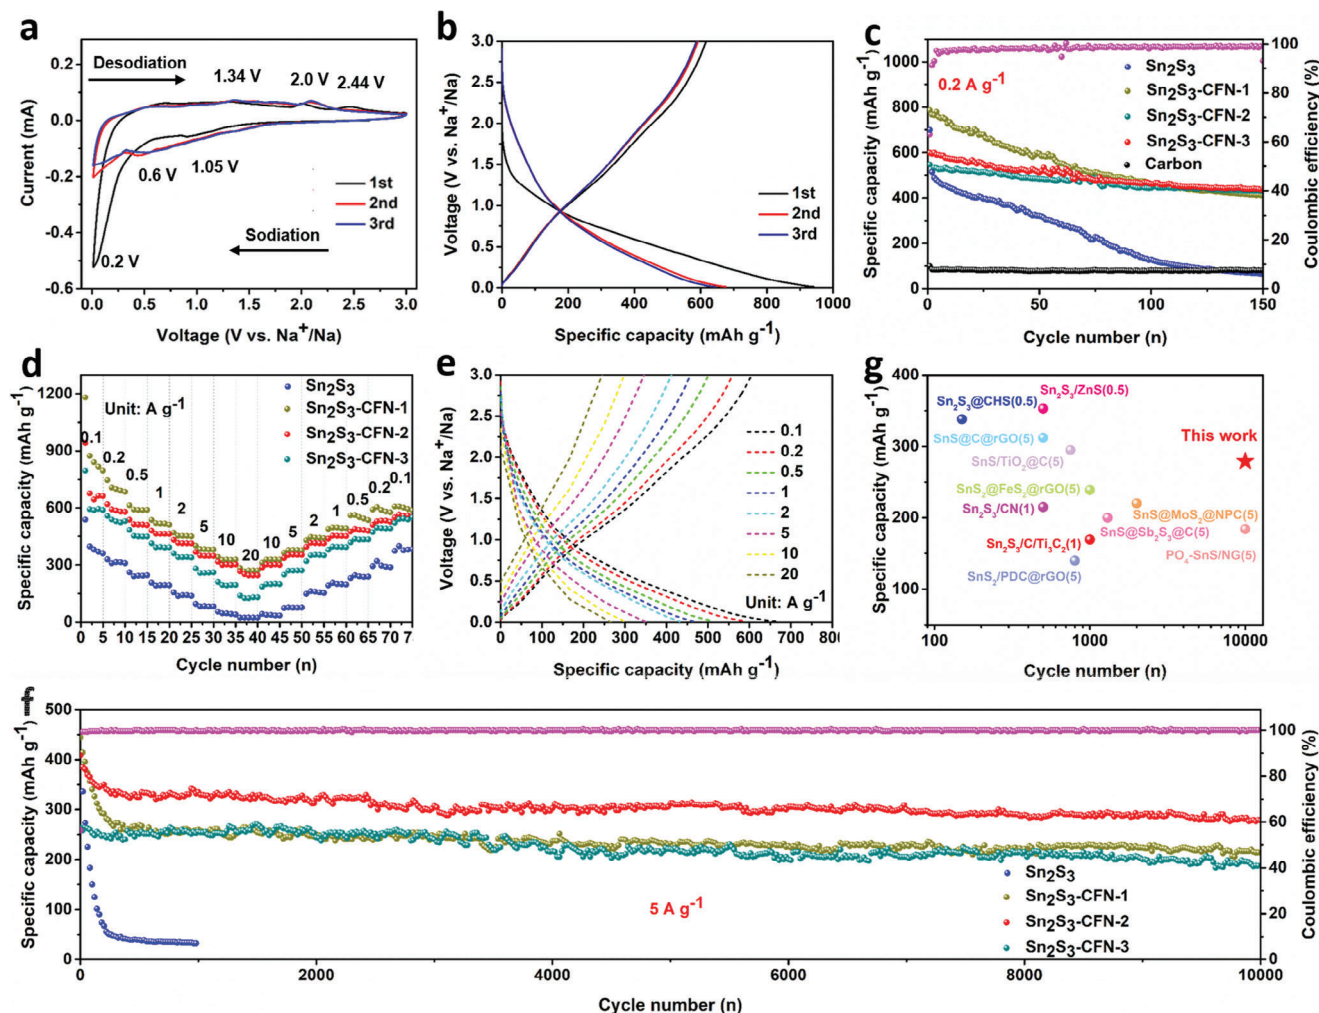 a
0.2
0.0
-0.2
-0.4
-0.6
Current (mA)
Desodiation
1.34 V
2.0 V
2.44 V
0.6 V
1.05 V
0.2 V
1st
2nd
3rd
Sodiation
0.0 0.5 1.0 1.5 2.0 2.5 3.0
Voltage (V vs. Na⁺/Na)
b
3.0
2.5
2.0
1.5
1.0
0.5
0.0
Voltage (V vs. Na⁺/Na)
1st
2nd
3rd
0 200 400 600 800 1000
Specific capacity (mAh g⁻¹)
c
1000
800
600
400
200
0
Specific capacity (mAh g⁻¹)
0.2 A g⁻¹
Sn₂S₃
Sn₂S₃-CFN-1
Sn₂S₃-CFN-2
Sn₂S₃-CFN-3
Carbon
100
80
60
40
20
0
Coulombic efficiency (%)
0 50 100 150
Cycle number (n)
d
1200
900
600
300
0
Specific capacity (mAh g⁻¹)
Unit: A g⁻¹
Sn₂S₃
Sn₂S₃-CFN-1
Sn₂S₃-CFN-2
Sn₂S₃-CFN-3
0.1 0.2 0.5 1 2 5 10 20 10 5 2 1 0.5 0.2 0.1
0 5 10 15 20 25 30 35 40 45 50 55 60 65 70 75
Cycle number (n)
e
3.0
2.5
2.0
1.5
1.0
0.5
0.0
Voltage (V vs. Na⁺/Na)
0.1
0.2
0.5
1
2
5
10
20
Unit: A g⁻¹
0 100 200 300 400 500 600 700
Specific capacity (mAh g⁻¹)
g
400
300
200
100
Specific capacity (mAh g⁻¹)
Sn₂S₃/ZnS(0.5)
Sn₂S₃@CHS(0.5)
SnS@C@rGO(5)
This work
SnS/TiO₂@C(5)
SnS₂@FeS₂@rGO(5)
Sn₂S₃/CN(1)
SnS@MoS₂@NPC(5)
SnS@Sb₂S₃@C(5)
Sn₂S₃/C/Ti₃C₂(1)
PO₄-SnS/NG(5)
SnS₂/PDC@rGO(5)
100 1000 10000
Cycle number (n)
500
400
300
200
100
0
Specific capacity (mAh g⁻¹)
5 A g⁻¹
Sn₂S₃
Sn₂S₃-CFN-1
Sn₂S₃-CFN-2
Sn₂S₃-CFN-3
100
80
60
40
20
0
Coulombic efficiency (%)
0 2000 4000 6000 8000 10000
Cycle number (n)